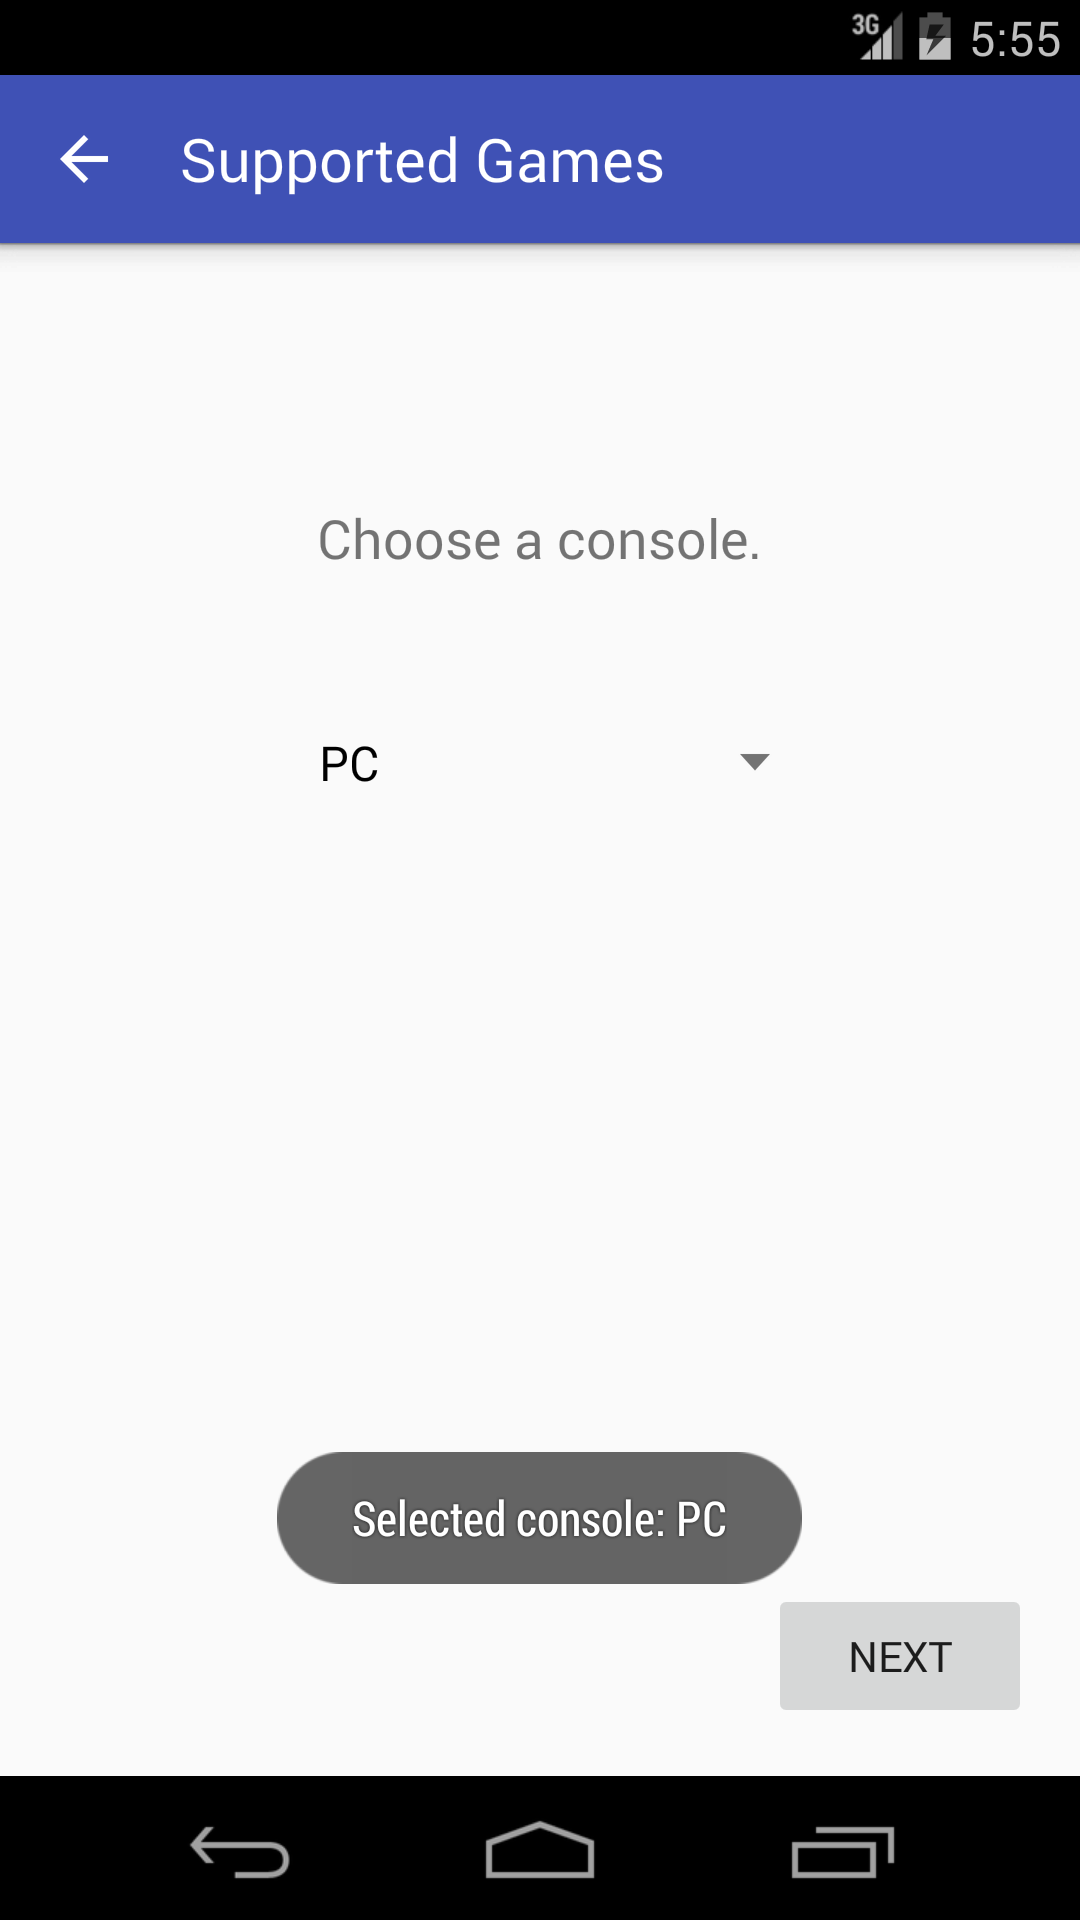 3G 5:55
Supported Games
Choose a console.
PC
Selected console: PC
NEXT